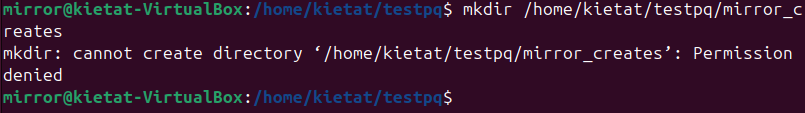 mirror@kietat-VirtualBox:/home/kietat/testpq$ mkdir /home/kietat/testpq/mirror_c
reates
mkdir: cannot create directory ‘/home/kietat/testpq/mirror_creates’: Permission
denied
mirror@kietat-VirtualBox:/home/kietat/testpq$